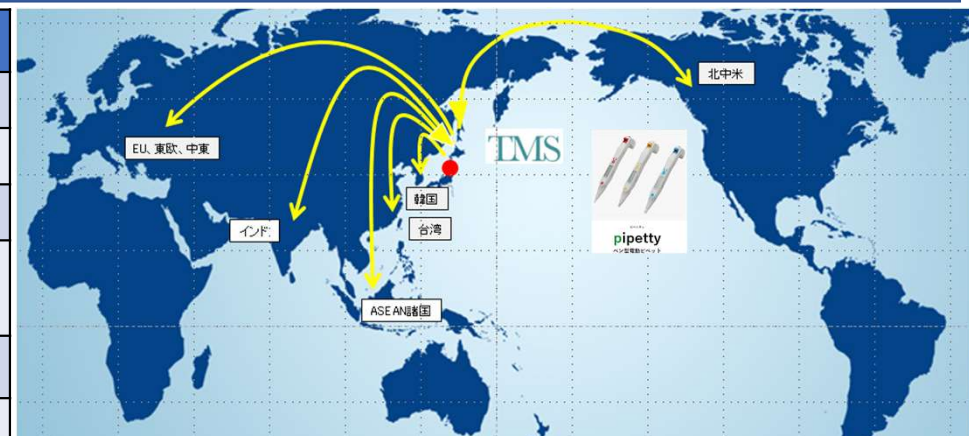 北中米
EU、東欧、中東
TMS
韓国
インド
台湾
pipetty
ペン型電動ピペット
ASEAN諸国